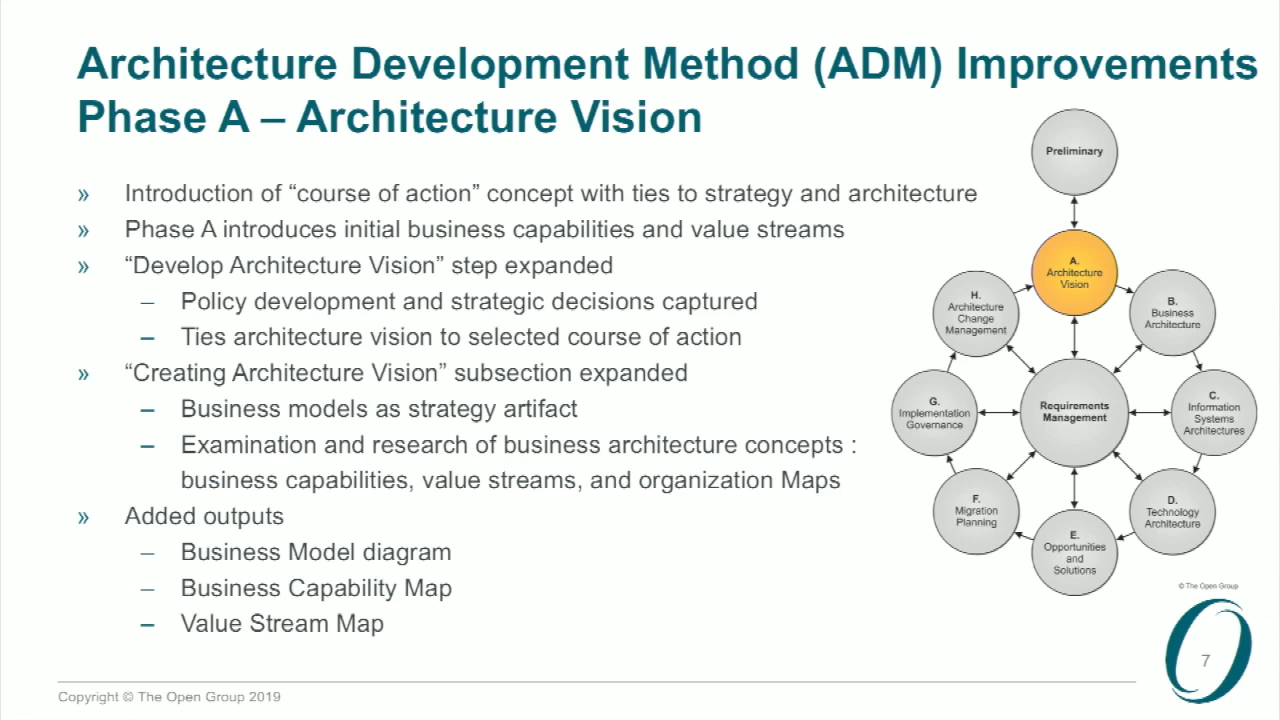 Architecture Development Method (ADM) Improvements
Phase A – Architecture Vision
» Introduction of “course of action” concept with ties to strategy and architecture
» Phase A introduces initial business capabilities and value streams
» “Develop Architecture Vision” step expanded
– Policy development and strategic decisions captured
– Ties architecture vision to selected course of action
» “Creating Architecture Vision” subsection expanded
– Business models as strategy artifact
– Examination and research of business architecture concepts :
business capabilities, value streams, and organization Maps
» Added outputs
– Business Model diagram
– Business Capability Map
– Value Stream Map
Preliminary
A.
Architecture
Vision
B.
Business
Architecture
C.
Information
Systems
Architectures
D.
Technology
Architecture
E.
Opportunities
and
Solutions
F.
Migration
Planning
G.
Implementation
Governance
H.
Architecture
Change
Management
Requirements
Management
© The Open Group
7
Copyright © The Open Group 2019